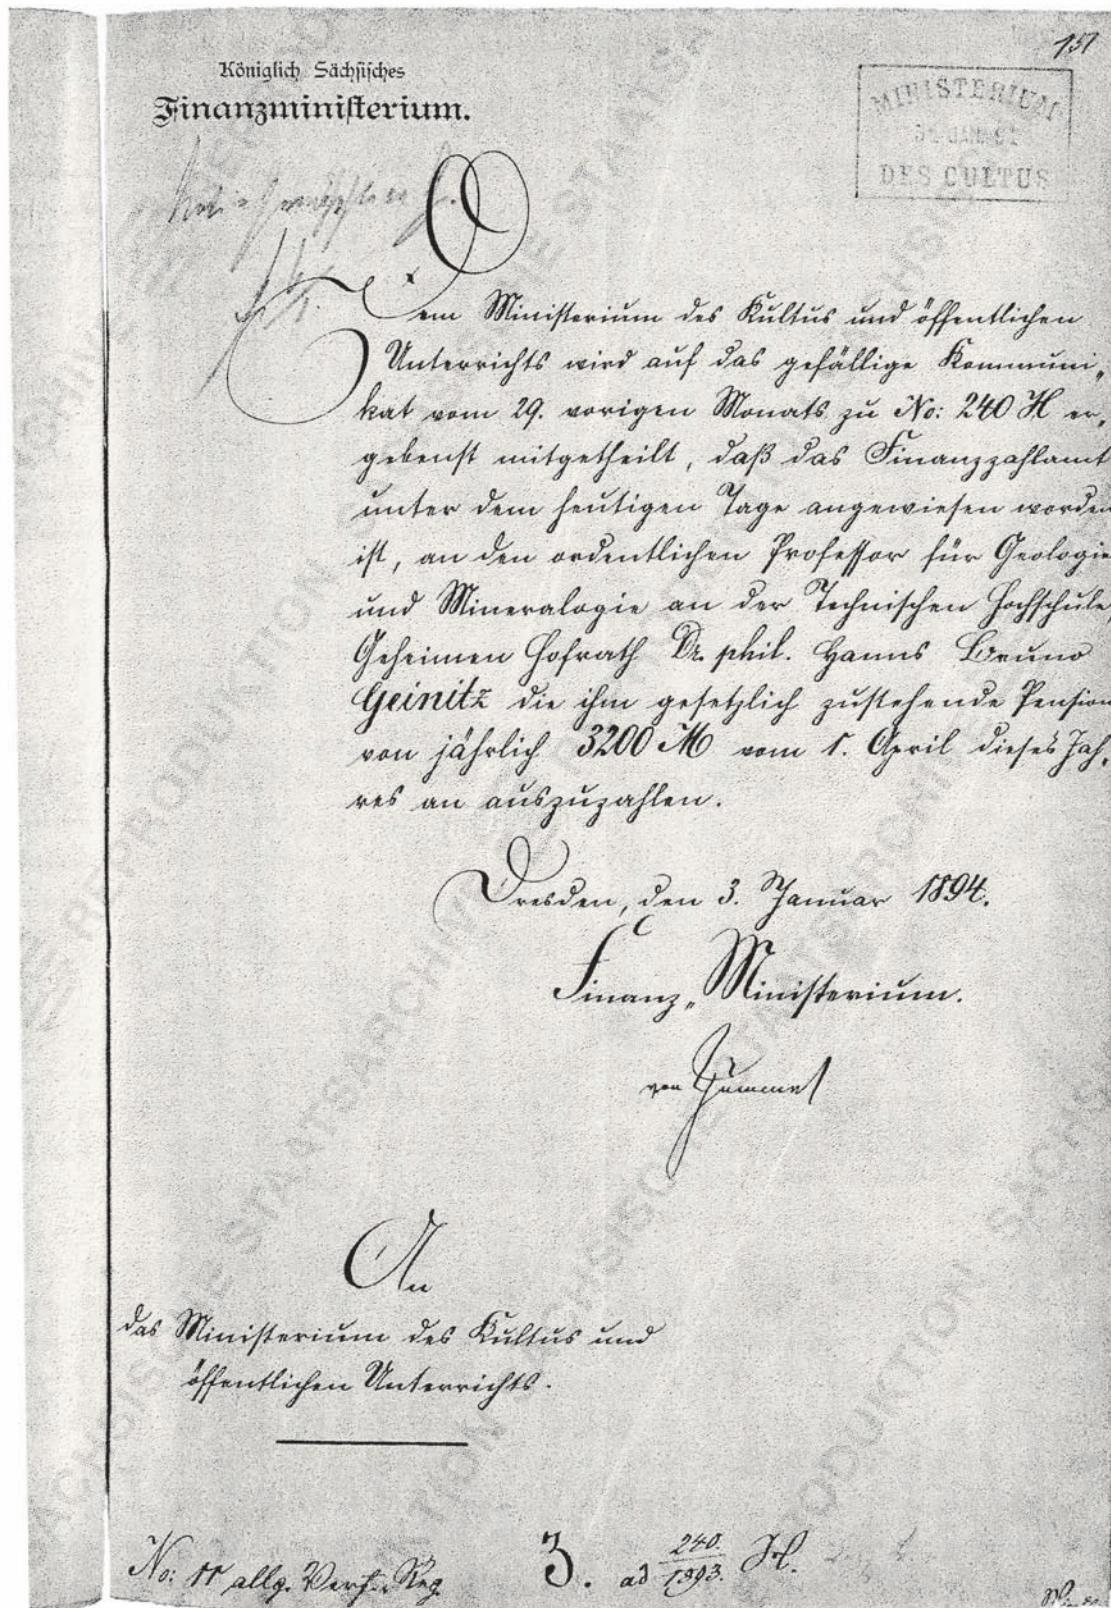 151
Königlich Sächsisches
Finanzministerium.
MINISTERIUM
DES CULTUS
Dem Ministerium des Kultus und öffentlichen
Unterrichts wird auf das gefällige Kommuni-
kat vom 29. vorigen Monats zu No: 240 H er-
gebenst mitgetheilt, daß das Finanzzahlamt
unter dem heutigen Tage angewiesen worden
ist, an den ordentlichen Professor für Geologie
und Mineralogie an der Technischen Hochschule,
Geheimen Hofrath Dr. phil. Hanns Bruno
Geinitz die ihm gesetzlich zustehende Pension
von jährlich 3200 M vom 1. April dieses Jah-
res an auszuzahlen.
Dresden, den 3. Januar 1894.
Finanz-Ministerium.
von
An
das Ministerium des Kultus und
öffentlichen Unterrichts.
No: 11 allg. Verf. Reg.
3. ad 240./1893. H.